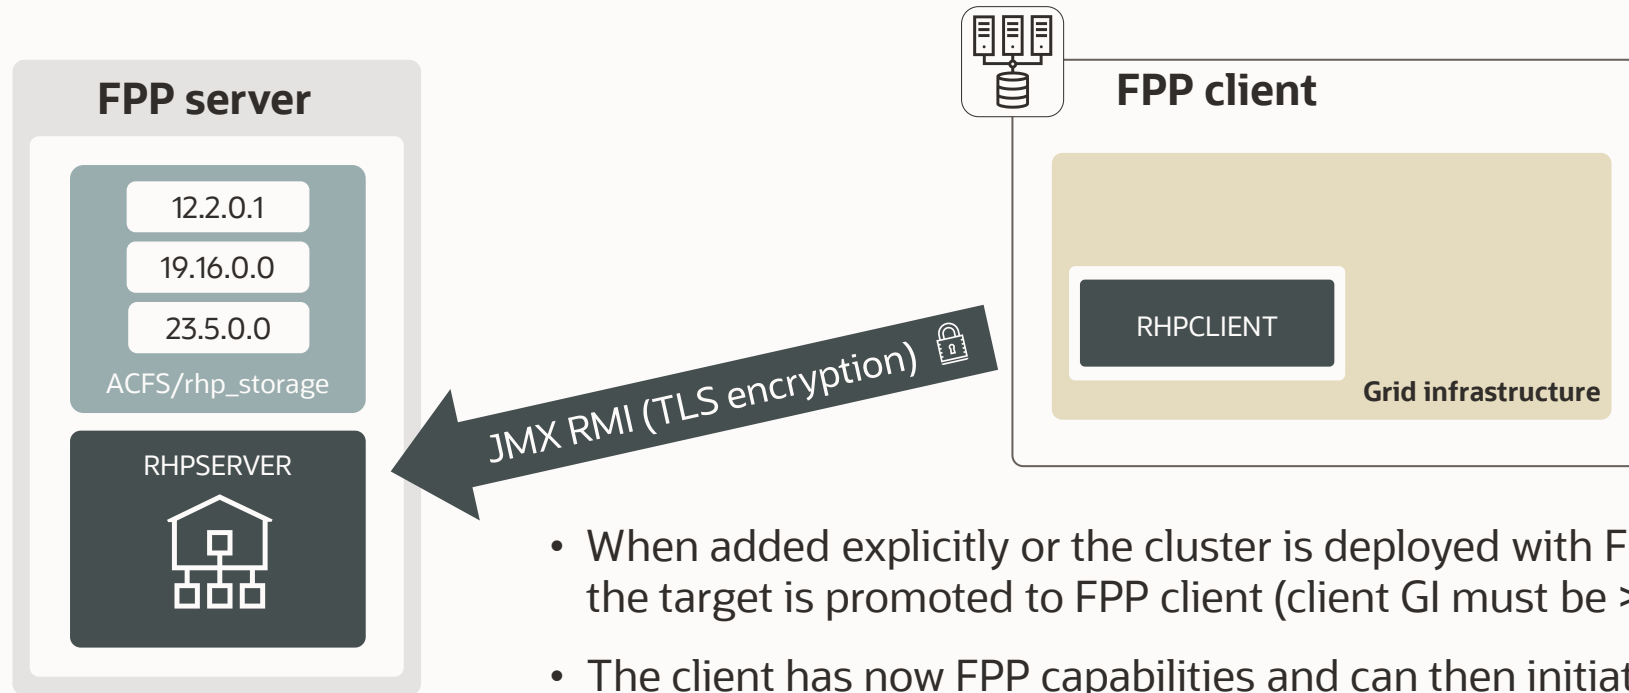 FPP server
12.2.0.1
19.16.0.0
23.5.0.0
ACFS/rhp_storage
RHPSERVER
JMX RMI (TLS encryption)
FPP client
RHPCLIENT
Grid infrastructure
• When added explicitly or the cluster is deployed with F
the target is promoted to FPP client (client GI must be >
• The client has now FPP capabilities and can then initiat